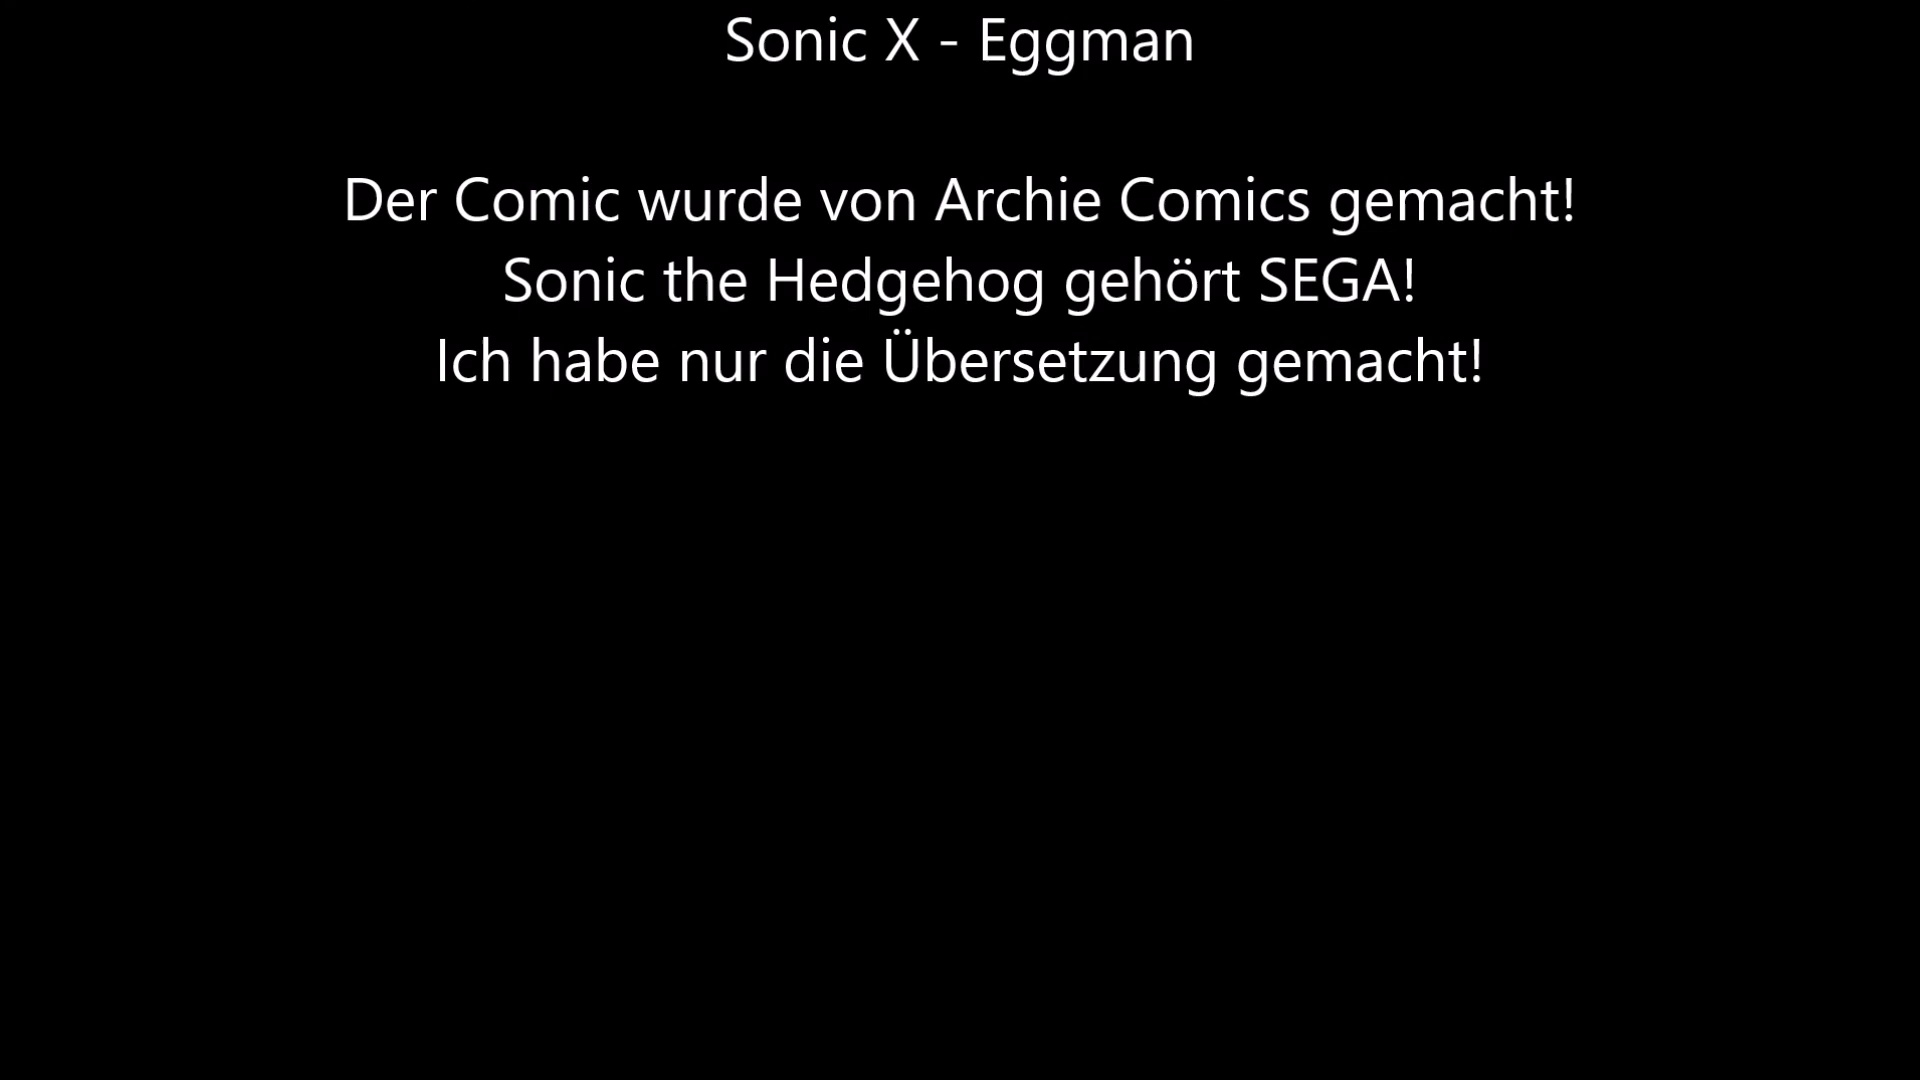 Sonic X - Eggman
Der Comic wurde von Archie Comics gemacht!
Sonic the Hedgehog gehört SEGA!
Ich habe nur die Übersetzung gemacht!